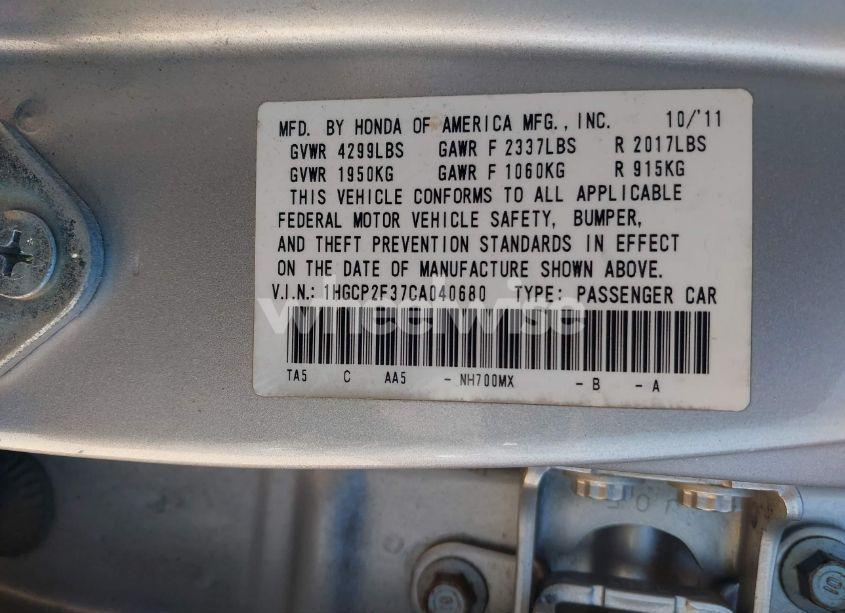 MFD. BY HONDA OF AMERICA MFG., INC. 10/'11
GVWR 4299LBS GAWR F 2337LBS R 2017LBS
GVWR 1950KG GAWR F 1060KG R 915KG
THIS VEHICLE CONFORMS TO ALL APPLICABLE
FEDERAL MOTOR VEHICLE SAFETY, BUMPER,
AND THEFT PREVENTION STANDARDS IN EFFECT
ON THE DATE OF MANUFACTURE SHOWN ABOVE.
V.I.N.: 1HGCP2F37CA040680 TYPE: PASSENGER CAR
wheelwise
TA5 C AA5 - NH700MX - B - A